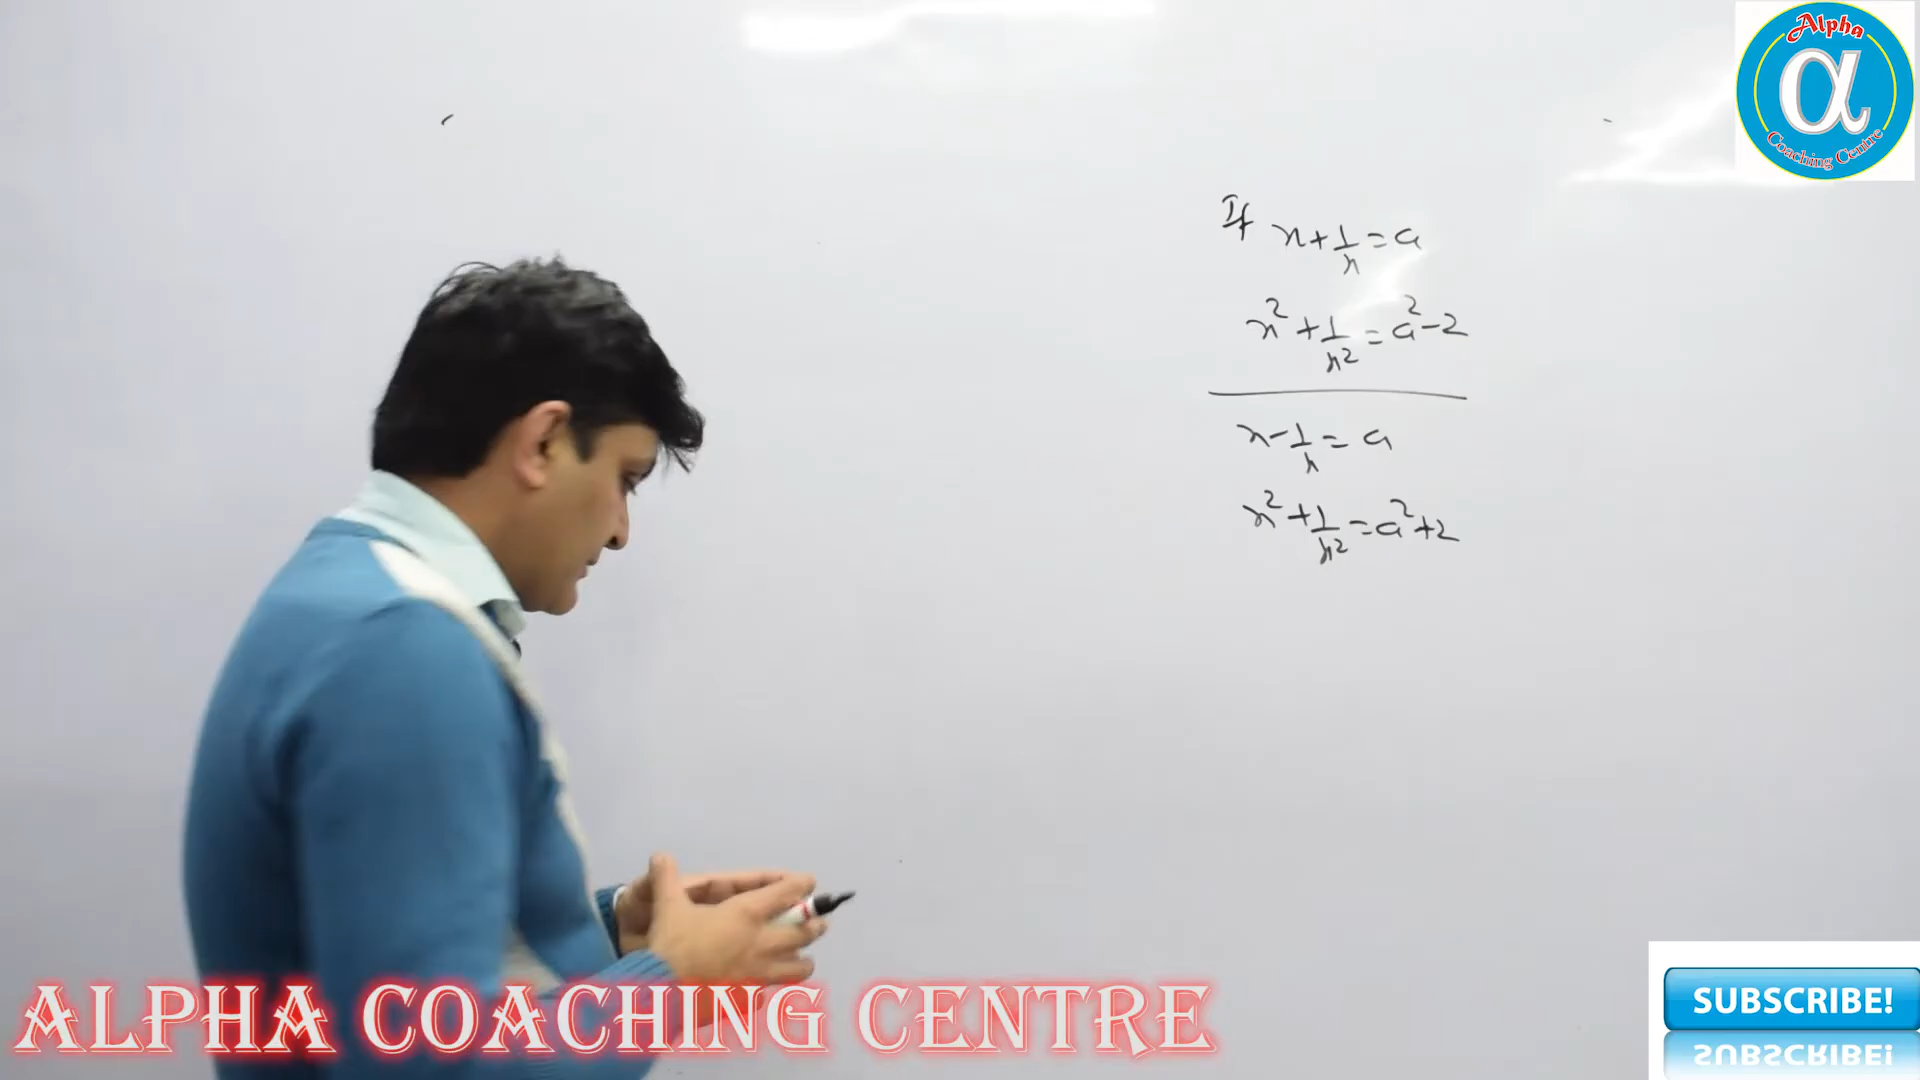 Alpha
α
Coaching Centre
If x + 1/x = a
x² + 1/x² = a² - 2
x - 1/x = a
x² + 1/x² = a² + 2
ALPHA COACHING CENTRE
SUBSCRIBE!
SUBSCRIBE!